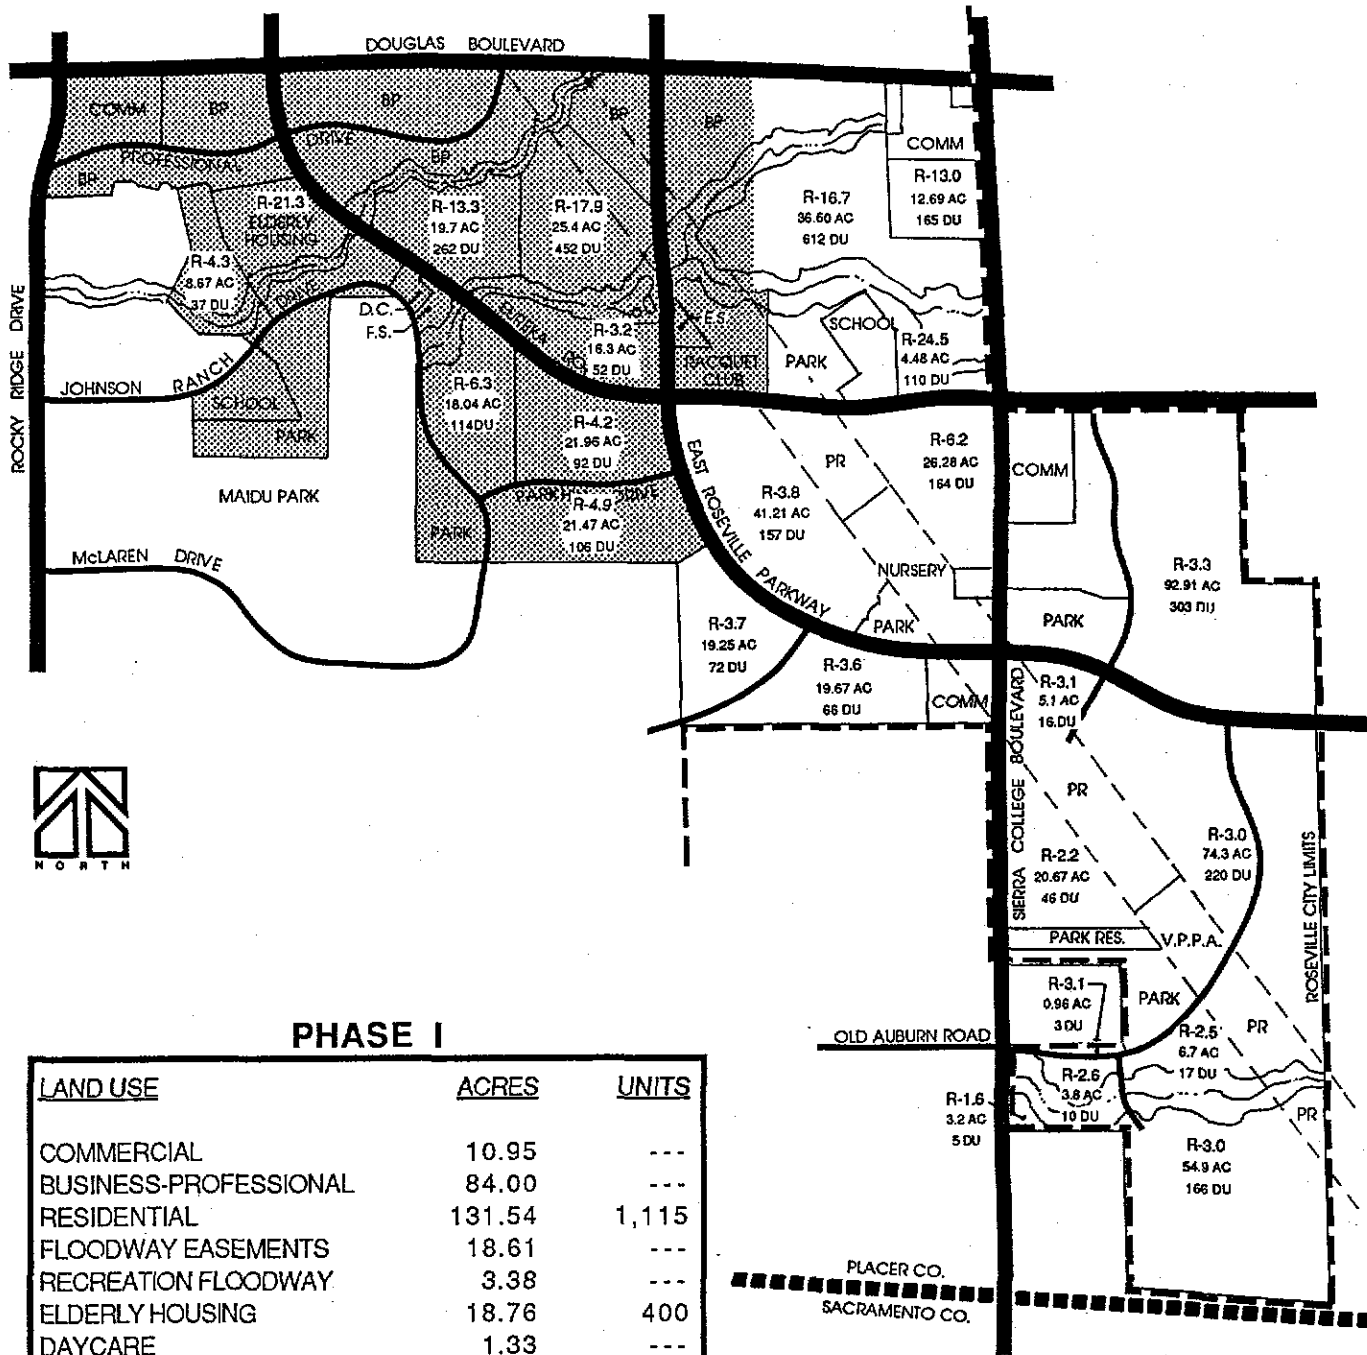 DOUGLAS BOULEVARD
COMM
BP
BP
BP
BP
PROFESSIONAL DRIVE
BP
BP
COMM
R-13.0
12.69 AC
165 DU
R-16.7
36.60 AC
612 DU
R-21.3
ELDERLY
HOUSING
R-13.3
19.7 AC
262 DU
R-17.9
25.4 AC
452 DU
R-4.3
8.67 AC
37 DU
DRIVE
D.C.
F.S.
EUREKA
R-3.2
16.3 AC
52 DU
E.S.
RACQUET
CLUB
PARK
SCHOOL
R-24.5
4.48 AC
110 DU
ROCKY RIDGE DRIVE
JOHNSON RANCH
SCHOOL
PARK
R-6.3
18.04 AC
114 DU
R-4.2
21.96 AC
92 DU
MAIDU PARK
PARK
DRIVE
R-4.9
21.47 AC
106 DU
PARK
McLAREN DRIVE
EAST ROSEVILLE PARKWAY
PR
R-6.2
26.28 AC
164 DU
COMM
R-3.8
41.21 AC
157 DU
NURSERY
R-3.3
92.91 AC
303 DU
PARK
PARK
R-3.7
19.25 AC
72 DU
R-3.6
19.67 AC
66 DU
COMM
R-3.1
5.1 AC
16 DU
SIERRA COLLEGE BOULEVARD
PR
R-3.0
74.3 AC
220 DU
R-2.2
20.67 AC
46 DU
ROSEVILLE CITY LIMITS
PARK RES.
V.P.P.A.
R-3.1
0.96 AC
3 DU
PARK
OLD AUBURN ROAD
R-2.5
6.7 AC
17 DU
PR
R-2.6
3.8 AC
10 DU
R-1.6
3.2 AC
5 DU
PR
R-3.0
54.9 AC
166 DU
PLACER CO.
SACRAMENTO CO.
NORTH
PHASE I
LAND USE ACRES UNITS
COMMERCIAL 10.95 ---
BUSINESS-PROFESSIONAL 84.00 ---
RESIDENTIAL 131.54 1,115
FLOODWAY EASEMENTS 18.61 ---
RECREATION FLOODWAY 3.38 ---
ELDERLY HOUSING 18.76 400
DAYCARE 1.33 ---